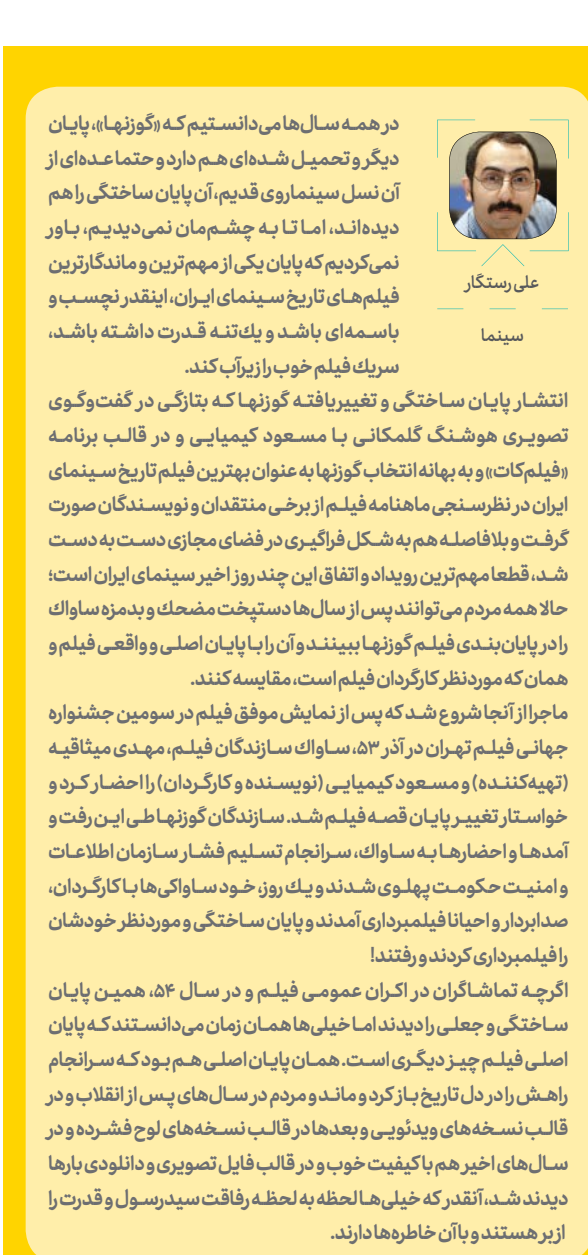 در همه سال‌ها می‌دانستیم که «گوزنها»، پایان
دیگر و تحمیل شده‌ای هم دارد و حتما عده‌ای از
آن نسل سینماروی قدیم، آن پایان ساختگی را هم
دیده‌اند، اما تا به چشم‌مان نمی‌دیدیم، باور
نمی‌کردیم که پایان یکی از مهم‌ترین و ماندگارترین
فیلم‌های تاریخ سینمای ایران، اینقدر نچسب و
باسمه‌ای باشد و یك‌تنه قدرت داشته باشد،
سر یك فیلم خوب را زیر آب کند.
علی رستگار
سینما
انتشار پایان ساختگی و تغییریافته گوزنها که بتازگی در گفت‌وگوی
تصویری هوشنگ گلمکانی با مسعود کیمیایی و در قالب برنامه
«فیلم‌کات» و به بهانه انتخاب گوزنها به عنوان بهترین فیلم تاریخ سینمای
ایران در نظرسنجی ماهنامه فیلم از برخی منتقدان و نویسندگان صورت
گرفت و بلافاصله هم به شکل فراگیری در فضای مجازی دست به دست
شد، قطعا مهم‌ترین رویداد و اتفاق این چند روز اخیر سینمای ایران است؛
حالا همه مردم می‌توانند پس از سال‌ها دستپخت مضحك و بدمزه ساواك
را در پایان‌بندی فیلم گوزنها ببینند و آن را با پایان اصلی و واقعی فیلم و
همان که موردنظر کارگردان فیلم است، مقایسه کنند.
ماجرا از آنجا شروع شد که پس از نمایش موفق فیلم در سومین جشنواره
جهانی فیلم تهران در آذر ۵۳، ساواك سازندگان فیلم، مهدی میثاقیه
(تهیه‌کننده) و مسعود کیمیایی (نویسنده و کارگردان) را احضار کرد و
خواستار تغییر پایان قصه فیلم شد. سازندگان گوزنها طی این رفت و
آمدها و احضارها به ساواك، سرانجام تسلیم فشار سازمان اطلاعات
و امنیت حکومت پهلوی شدند و یك روز، خود ساواکی‌ها با کارگردان،
صدابردار و احیانا فیلمبرداری آمدند و پایان ساختگی و موردنظر خودشان
را فیلمبرداری کردند و رفتند!
اگرچه تماشاگران در اکران عمومی فیلم و در سال ۵۴، همین پایان
ساختگی و جعلی را دیدند اما خیلی‌ها همان زمان می‌دانستند که پایان
اصلی فیلم چیز دیگری است. همان پایان اصلی هم بود که سرانجام
راهش را در دل تاریخ باز کرد و ماند و مردم در سال‌های پس از انقلاب و در
قالب نسخه‌های ویدئویی و بعدها در قالب نسخه‌های لوح فشرده و در
سال‌های اخیر هم با کیفیت خوب و در قالب فایل تصویری و دانلودی بارها
دیدند شد، آنقدر که خیلی‌ها لحظه به لحظه رفاقت سیدرسول و قدرت را
از بر هستند و با آن خاطره‌ها دارند.